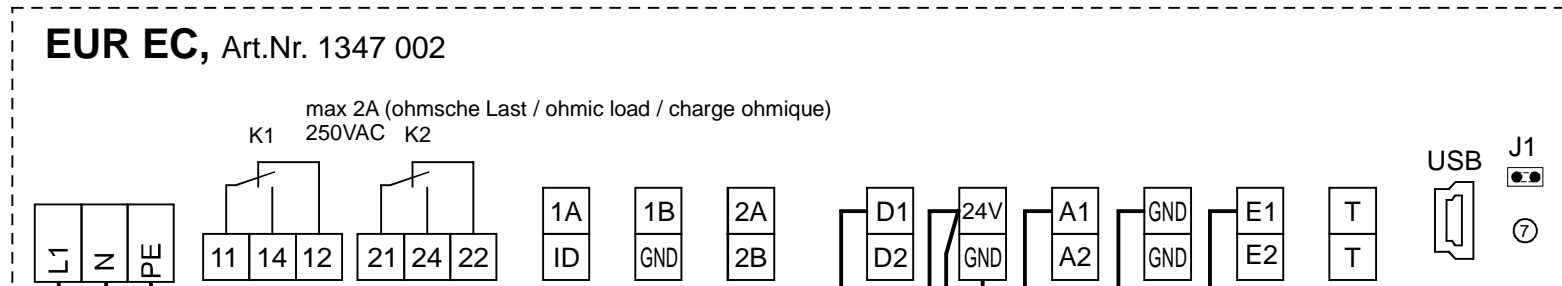 EUR EC, Art.Nr. 1347 002
max 2A (ohmsche Last / ohmic load / charge ohmique)
K1 250VAC K2
USB J1
1A 1B 2A D1 24V A1 GND E1 T
7
L1 N PE 11 14 12 21 24 22 ID GND 2B D2 GND A2 GND E2 T